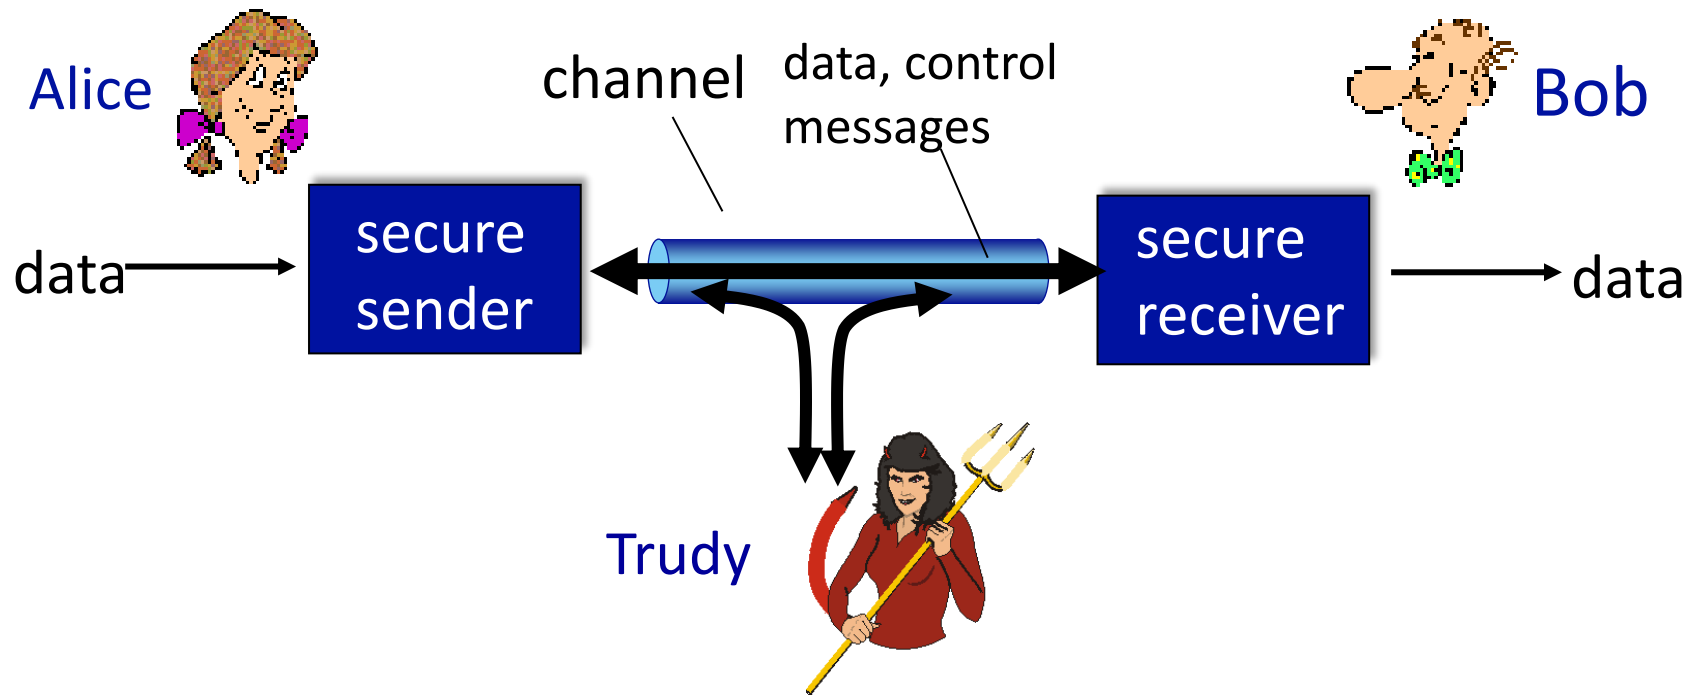 Alice
channel
data, control
messages
Bob
data
secure
sender
secure
receiver
data
Trudy